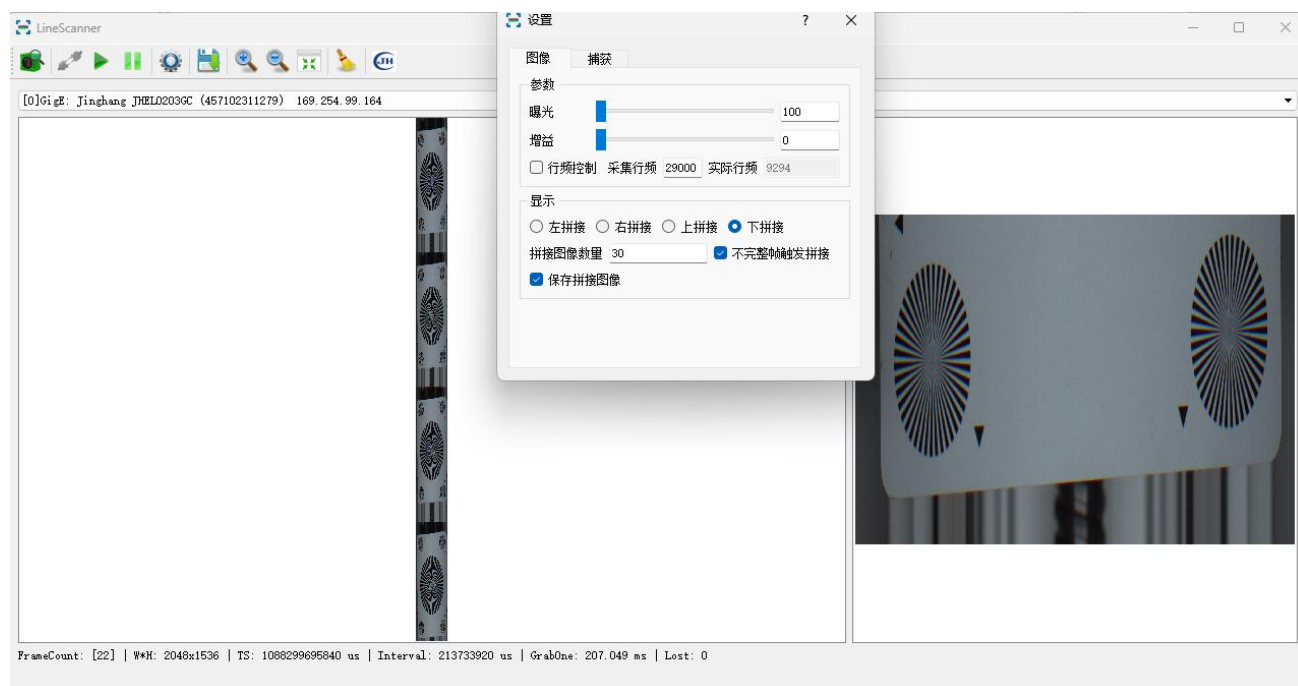 LineScanner
设置
?
JH
[0]GigE: Jinghang JHEL0203GC (457102311279) 169.254.99.164
图像 捕获
参数
曝光 100
增益 0
行频控制 采集行频 29000 实际行频 9294
显示
左拼接 右拼接 上拼接 下拼接
拼接图像数量 30 不完整帧触发拼接
保存拼接图像
FrameCount: [22] | W*H: 2048x1536 | TS: 1088299695840 us | Interval: 213733920 us | GrabOne: 207.049 ms | Lost: 0